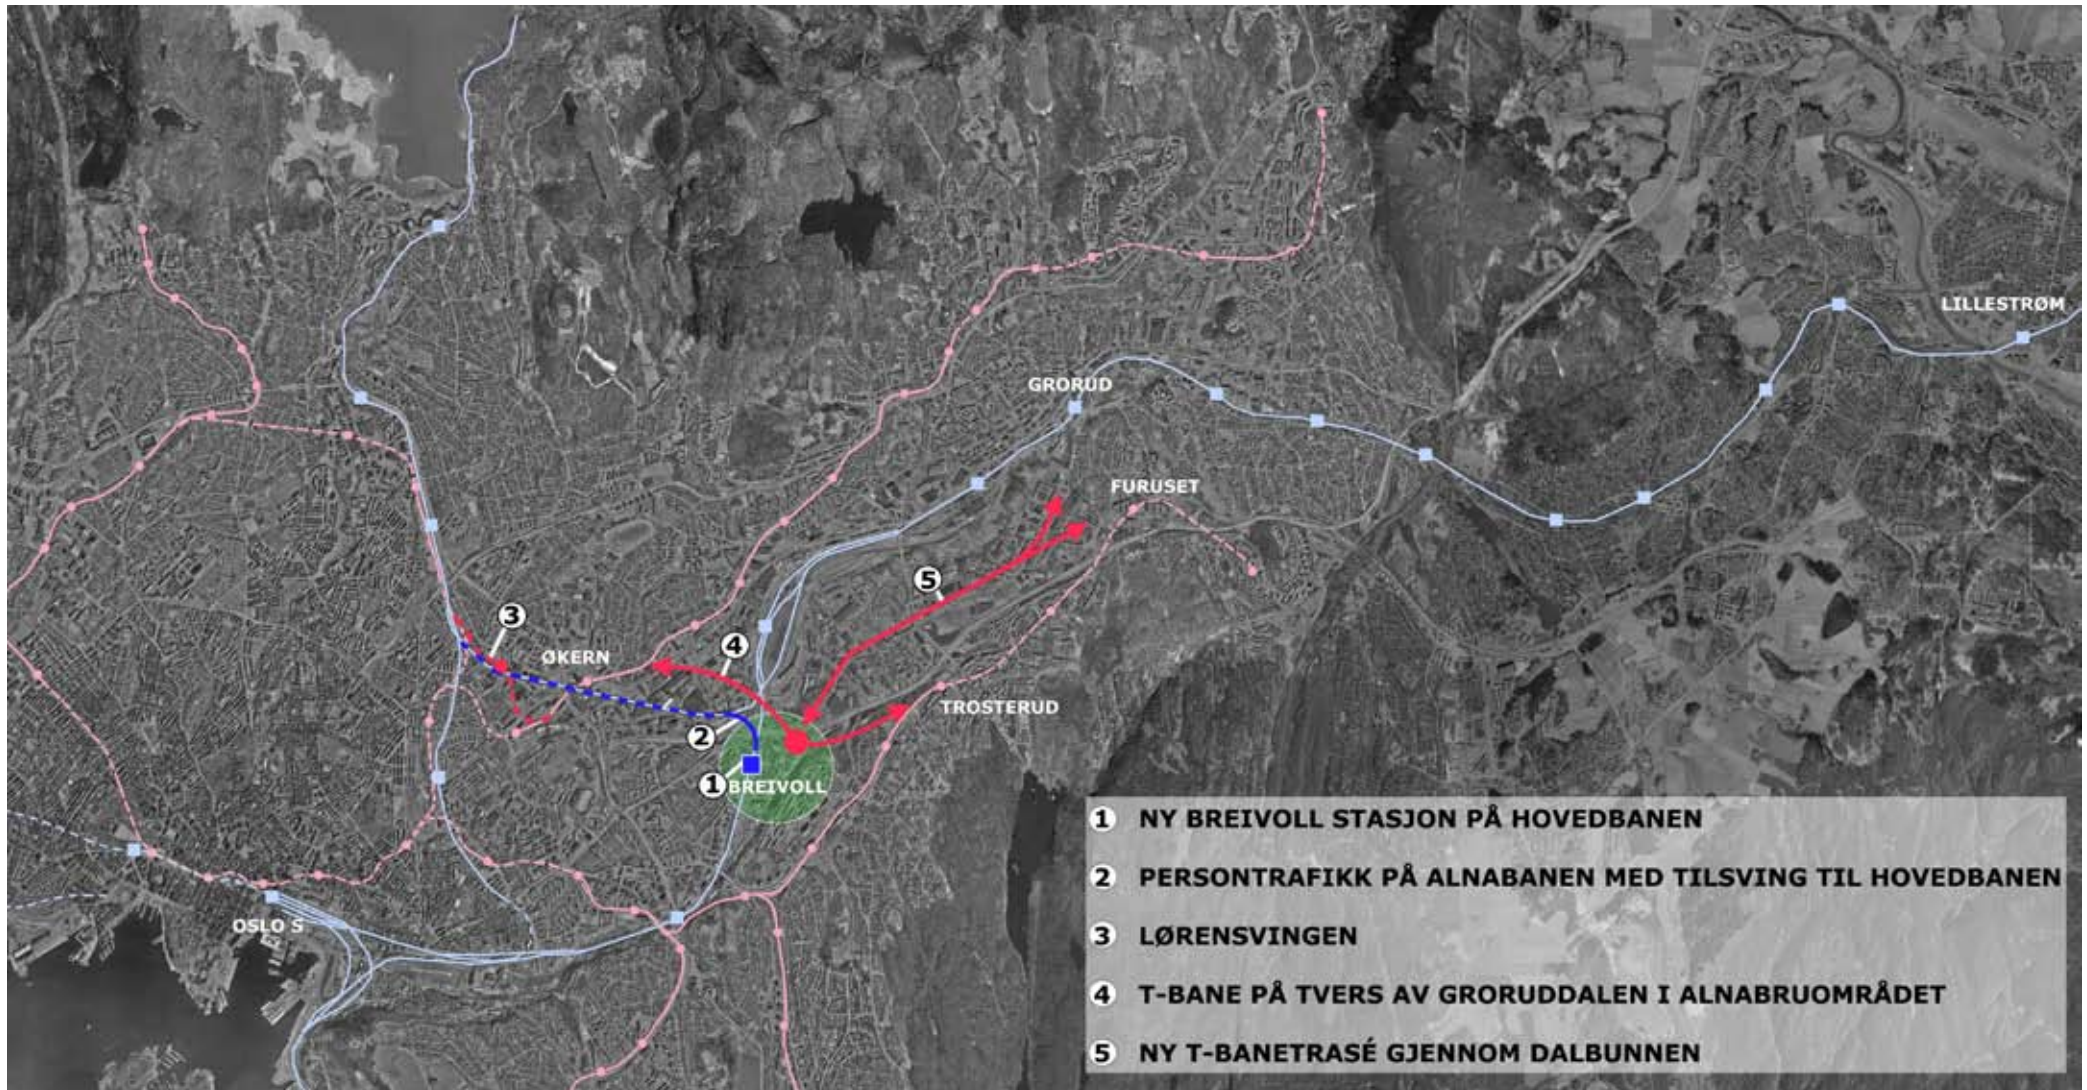 LILLESTRØM
GRORUD
FURUSET
5
3
4
ØKERN
TROSTERUD
2
1 BREIVOLL
OSLO S
1 NY BREIVOLL STASJON PÅ HOVEDBANEN
2 PERSONTRAFIKK PÅ ALNABANEN MED TILSVING TIL HOVEDBANEN
3 LØRENSVINGEN
4 T-BANE PÅ TVERS AV GRORUDDALEN I ALNABRUOMRÅDET
5 NY T-BANETRASÉ GJENNOM DALBUNNEN